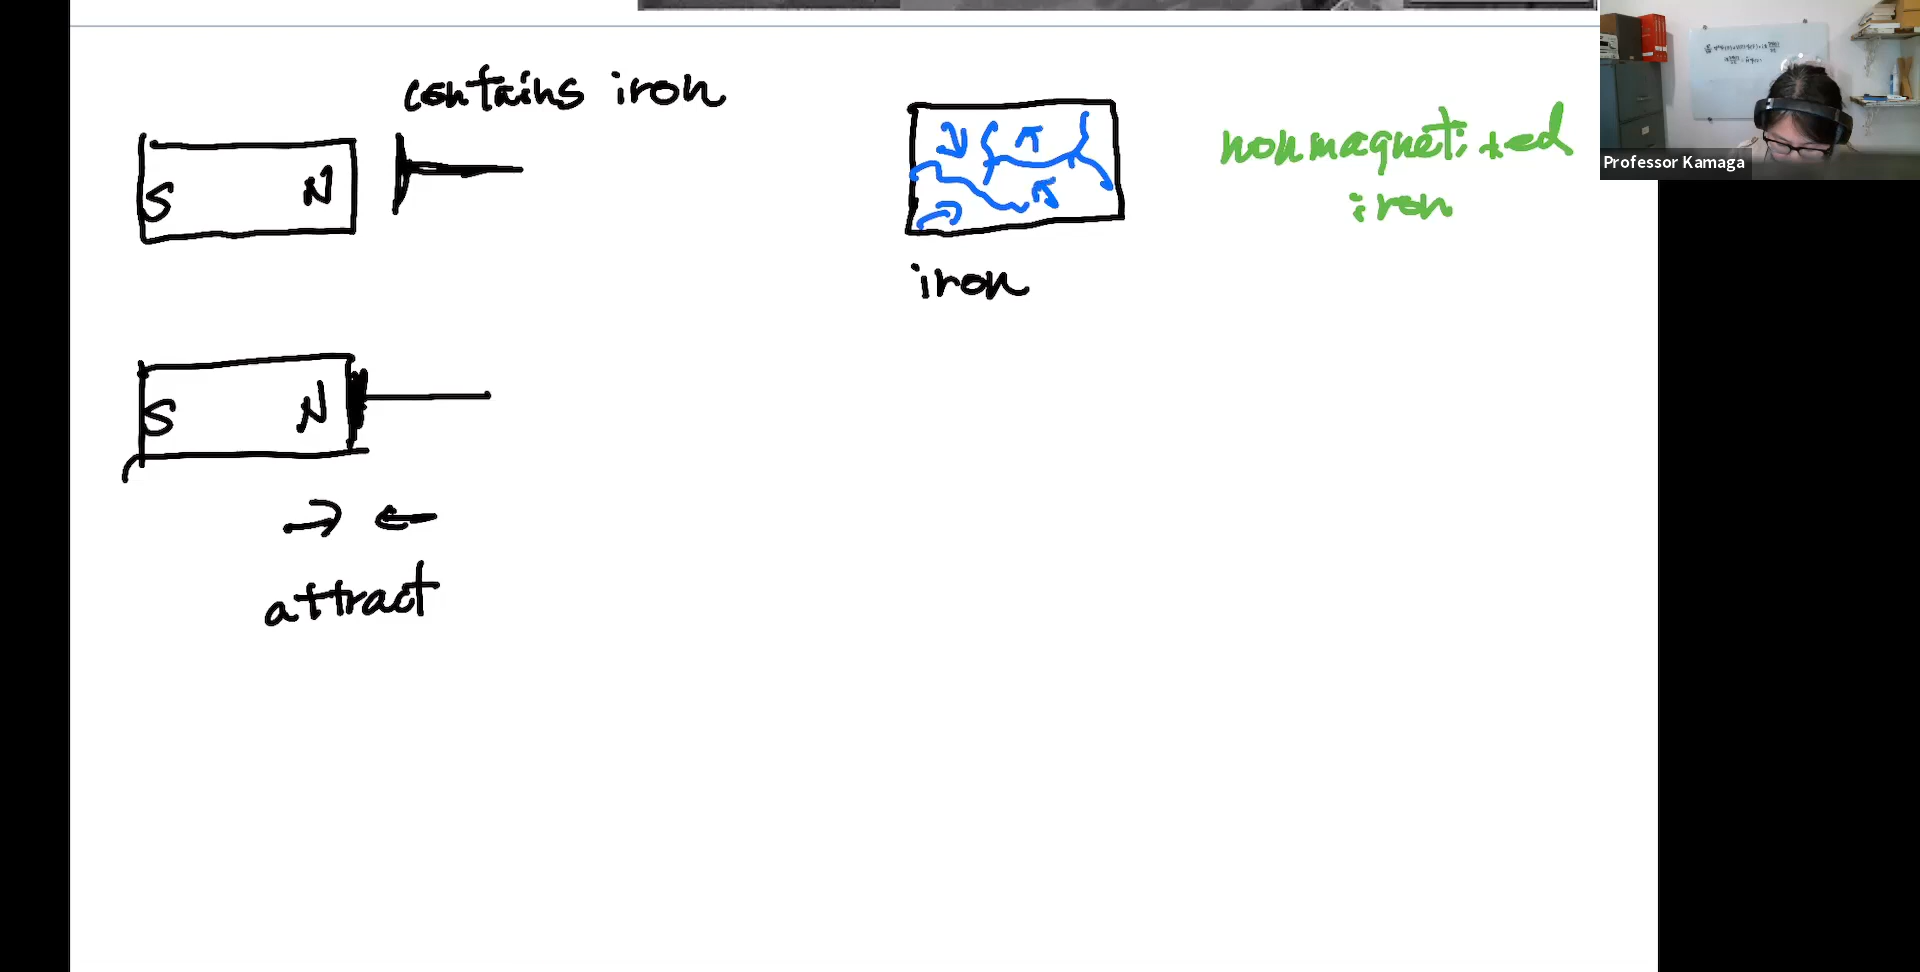 contains iron
S N
nonmagnetized
iron
iron
S N
attract
Professor Kamaga